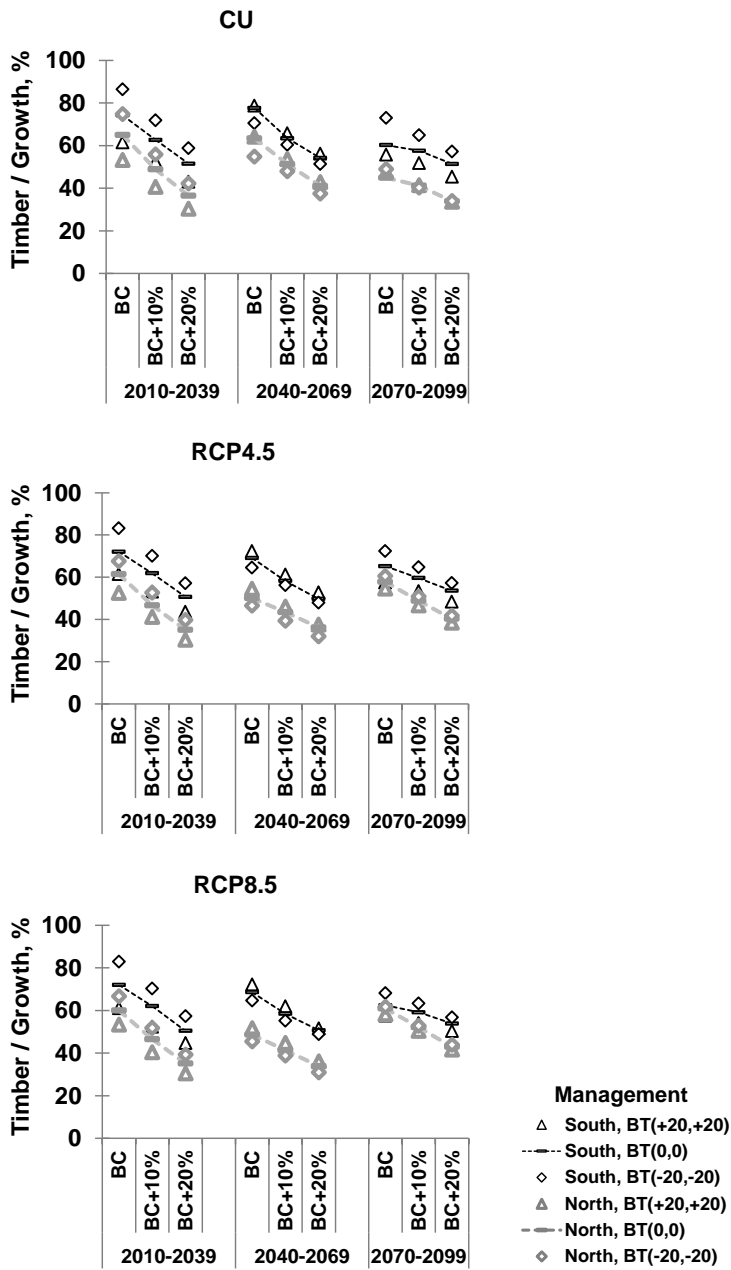 CU
Timber / Growth, %
100
80
60
40
20
0
BC
BC+10%
BC+20%
BC
BC+10%
BC+20%
BC
BC+10%
BC+20%
2010-2039
2040-2069
2070-2099
RCP4.5
Timber / Growth, %
100
80
60
40
20
0
BC
BC+10%
BC+20%
BC
BC+10%
BC+20%
BC
BC+10%
BC+20%
2010-2039
2040-2069
2070-2099
RCP8.5
Timber / Growth, %
100
80
60
40
20
0
BC
BC+10%
BC+20%
BC
BC+10%
BC+20%
BC
BC+10%
BC+20%
2010-2039
2040-2069
2070-2099
Management
South, BT(+20,+20)
South, BT(0,0)
South, BT(-20,-20)
North, BT(+20,+20)
North, BT(0,0)
North, BT(-20,-20)